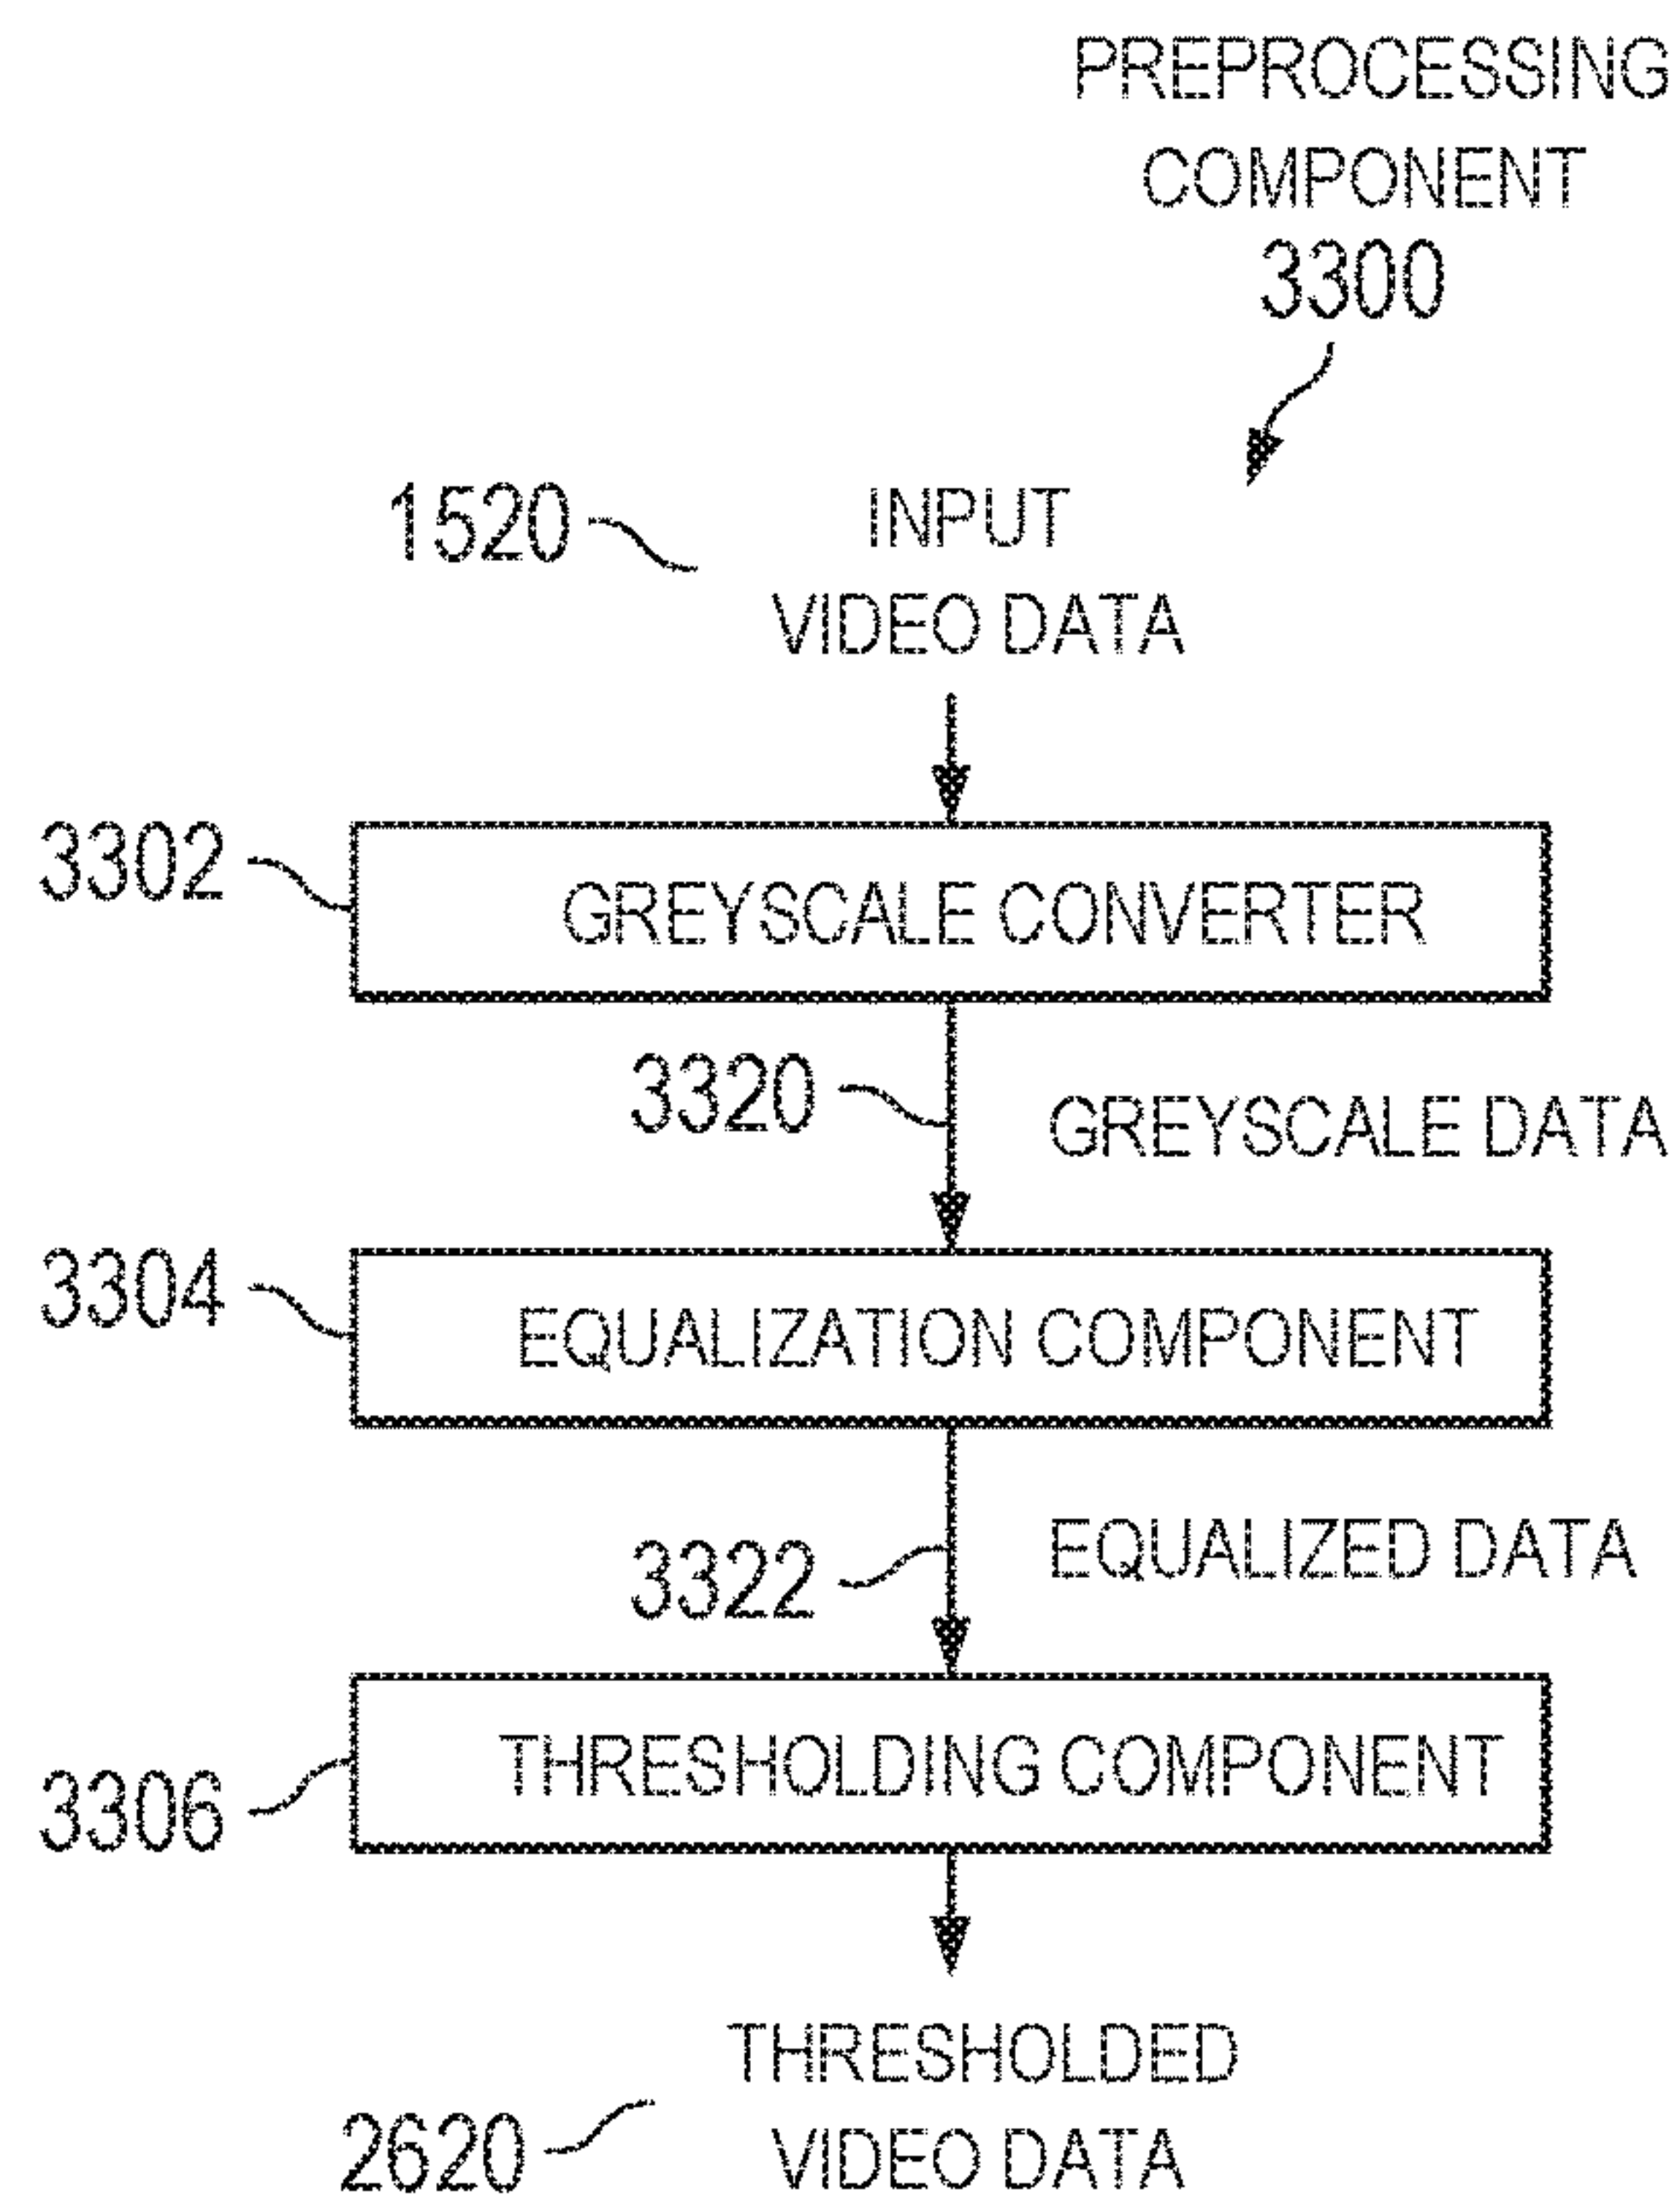 PREPROCESSING
COMPONENT
3300
1520
INPUT
VIDEO DATA
3302
GREYSCALE CONVERTER
3320
GREYSCALE DATA
3304
EQUALIZATION COMPONENT
3322
EQUALIZED DATA
3306
THRESHOLDING COMPONENT
THRESHOLDED
VIDEO DATA
2620